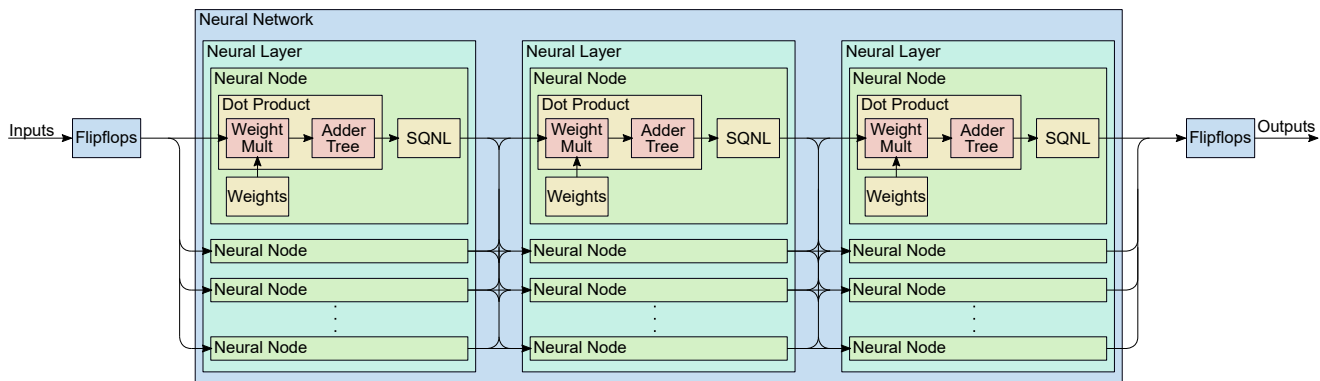 Neural Network
Neural Layer
Neural Layer
Neural Layer
Neural Node
Neural Node
Neural Node
Dot Product
Dot Product
Dot Product
Inputs
Flipflops
Weight
Mult
Adder
Tree
SQNL
Weight
Mult
Adder
Tree
SQNL
Weight
Mult
Adder
Tree
SQNL
Flipflops
Outputs
Weights
Weights
Weights
Neural Node
Neural Node
Neural Node
Neural Node
Neural Node
Neural Node
Neural Node
Neural Node
Neural Node